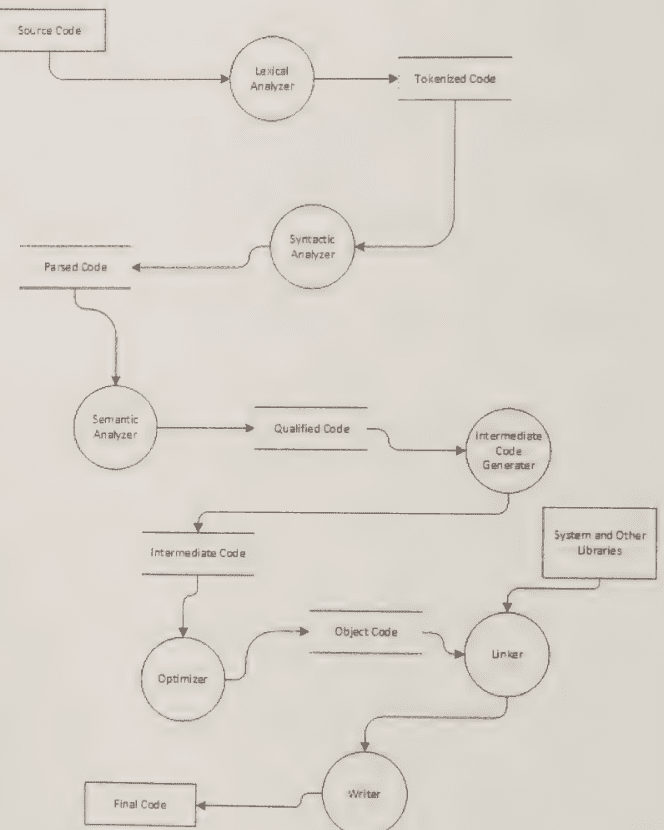 Source Code
Lexical
Analyzer
Tokenized Code
Syntactic
Analyzer
Parsed Code
Semantic
Analyzer
Qualified Code
Intermediate
Code
Generater
System and Other
Libraries
Intermediate Code
Object Code
Linker
Optimizer
Writer
Final Code